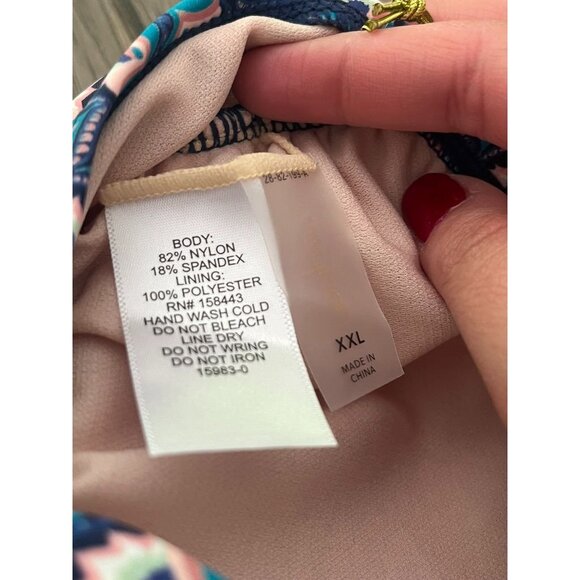 BODY:
82% NYLON
18% SPANDEX
LINING:
100% POLYESTER
RN# 158443
HAND WASH COLD
DO NOT BLEACH
LINE DRY
DO NOT WRING
DO NOT IRON
15983-0
XXL
MADE IN
CHINA